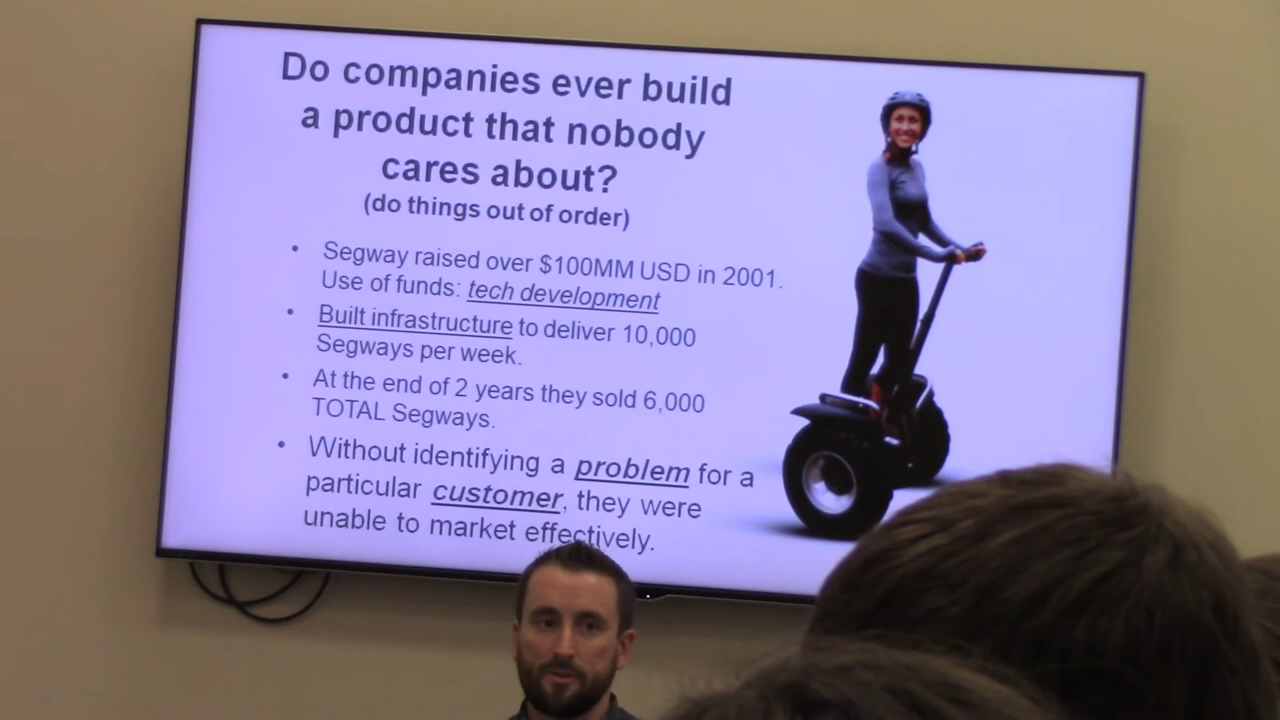 Do companies ever build
a product that nobody
cares about?
(do things out of order)
• Segway raised over $100MM USD in 2001.
Use of funds: tech development
• Built infrastructure to deliver 10,000
Segways per week.
• At the end of 2 years they sold 6,000
TOTAL Segways.
• Without identifying a problem for a
particular customer, they were
unable to market effectively.